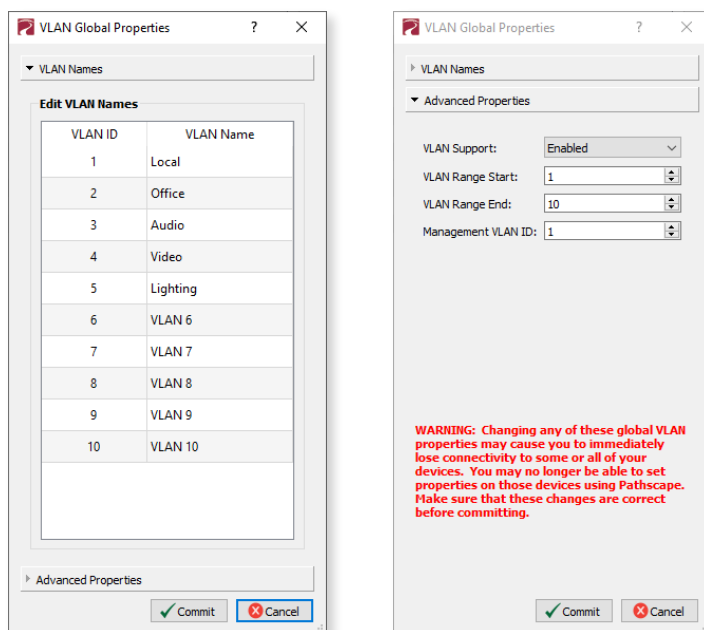 VLAN Global Properties ? ×
VLAN Names
Edit VLAN Names
VLAN ID VLAN Name
1 Local
2 Office
3 Audio
4 Video
5 Lighting
6 VLAN 6
7 VLAN 7
8 VLAN 8
9 VLAN 9
10 VLAN 10
Advanced Properties
Commit Cancel
VLAN Global Properties ? ×
VLAN Names
Advanced Properties
VLAN Support: Enabled
VLAN Range Start: 1
VLAN Range End: 10
Management VLAN ID: 1
WARNING: Changing any of these global VLAN
properties may cause you to immediately
lose connectivity to some or all of your
devices. You may no longer be able to set
properties on those devices using Pathscape.
Make sure that these changes are correct
before committing.
Commit Cancel